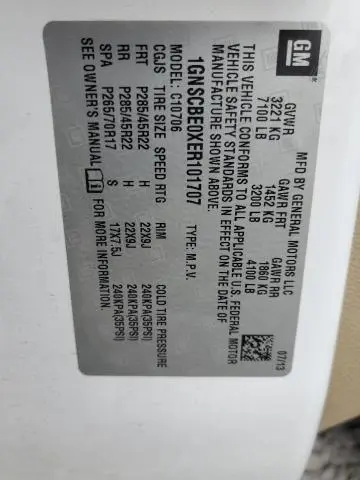 GM
MFD BY GENERAL MOTORS LLC
GVWR GAWR FRT GAWR RR
3221 KG 1452 KG 1860 KG
7100 LB 3200 LB 4100 LB
07/13
THIS VEHICLE CONFORMS TO ALL APPLICABLE U.S. FEDERAL MOTOR
VEHICLE SAFETY STANDARDS IN EFFECT ON THE DATE OF
MANUFACTURE SHOWN ABOVE.
1GNSCBE0XER101707 TYPE: M.P.V.
MODEL: C10706
CGJS TIRE SIZE SPEED RTG RIM COLD TIRE PRESSURE
FRT P285/45R22 H 22X9J 240KPA(35PSI)
RR P285/45R22 H 22X9J 240KPA(35PSI)
SPA P265/70R17 S 17X7.5J 240KPA(35PSI)
SEE OWNER'S MANUAL i FOR MORE INFORMATION